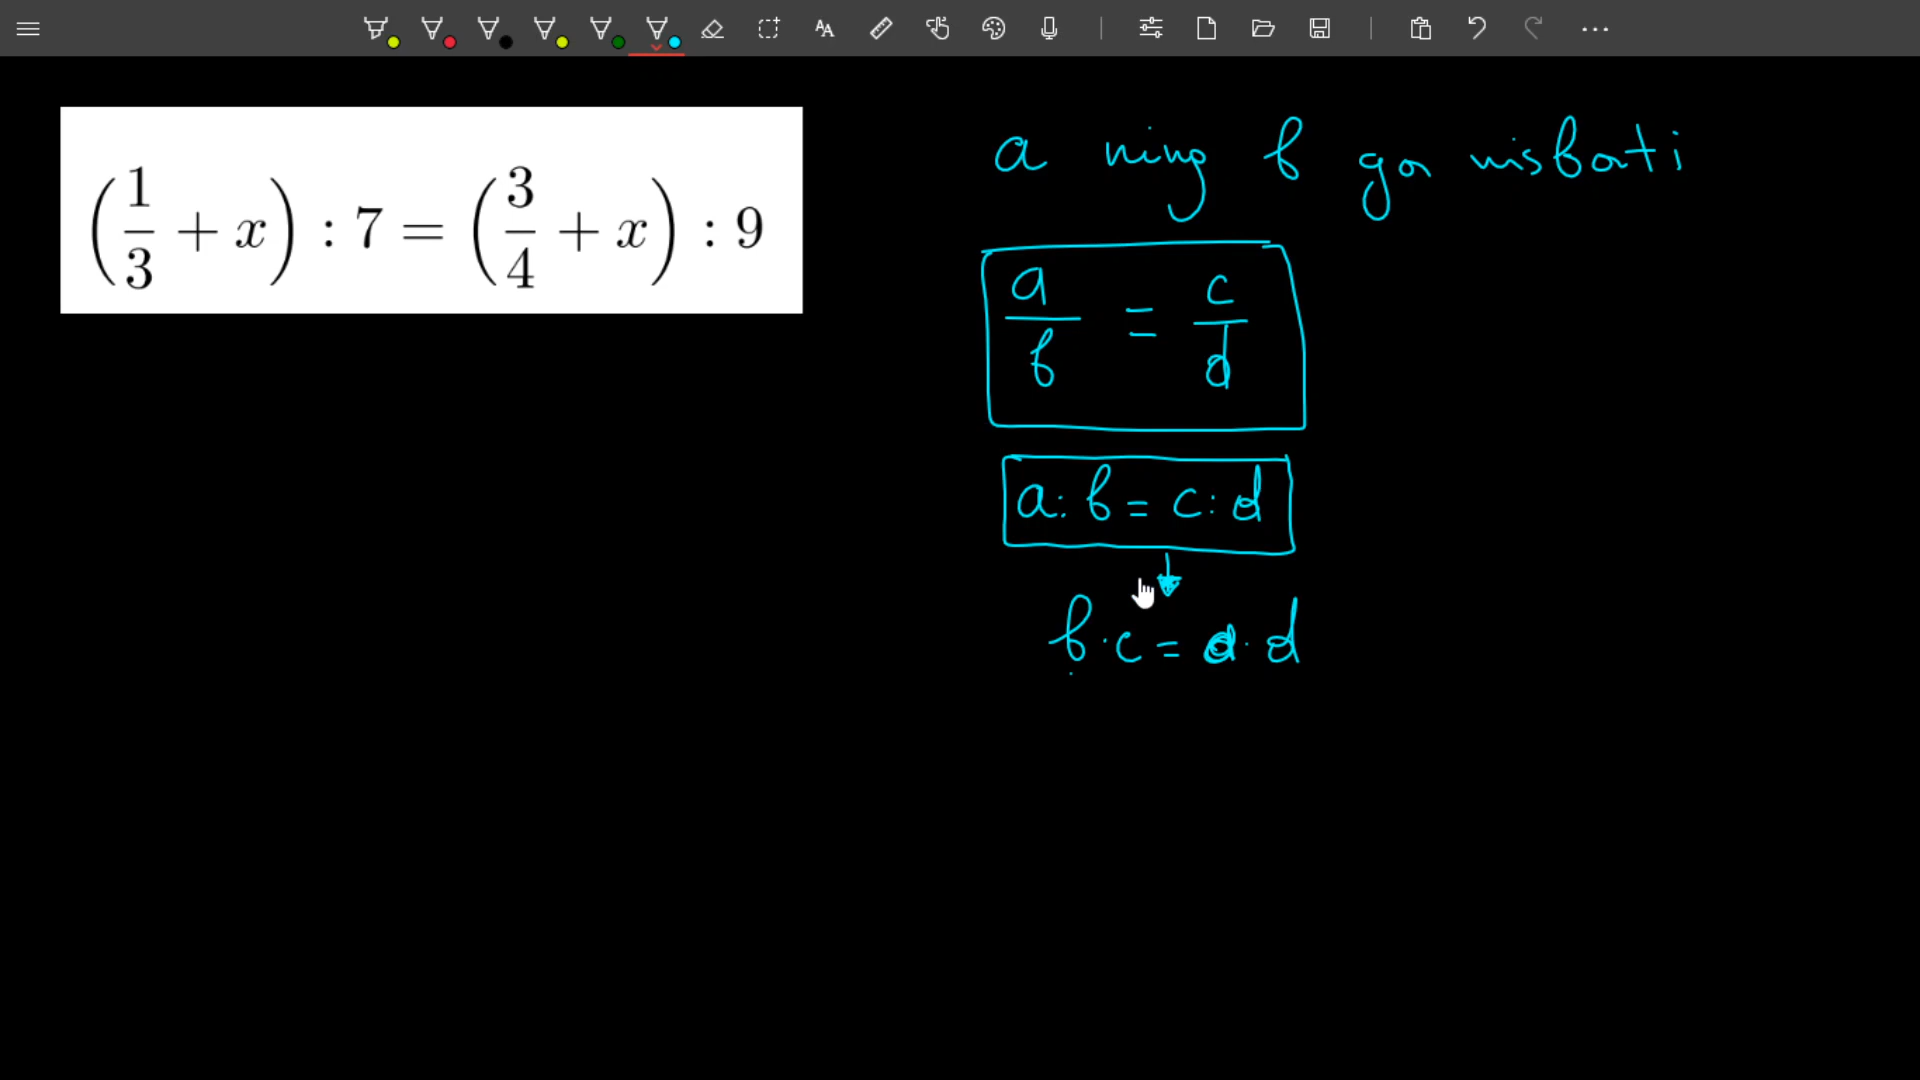 (1/3 + x) : 7 = (3/4 + x) : 9
a ning b ga nisbati
a/b = c/d
a : b = c : d
b · c = a · d